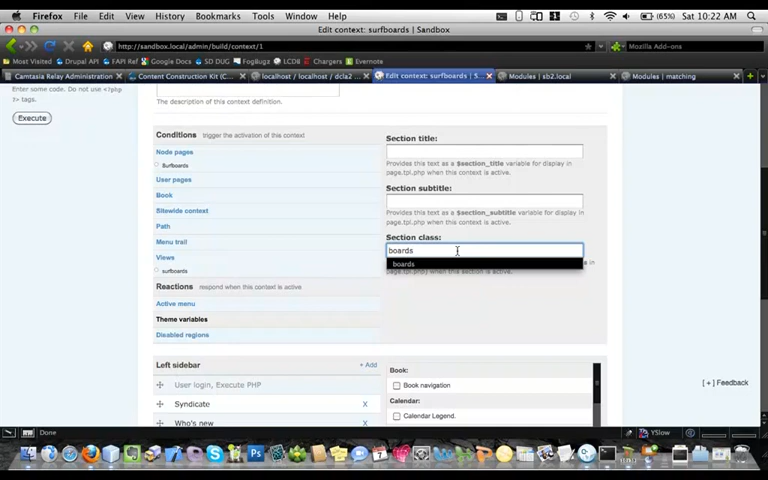 Firefox File Edit View History Bookmarks Tools Window Help (65%) Sat 10:22 AM
Edit context: surfboards | Sandbox
http://sandbox.local/admin/build/context/1 Mozilla Add-ons
Most Visited Drupal API FAPI Ref Google Docs SD DUG FogBugz LCDB Chargers Evernote
Camtasia Relay Administration Content Construction Kit (C... localhost / localhost / dcla2 ... Edit context: surfboards | S... Modules | sb2.local Modules | matching
Enter some code. Do not use <?php
?> tags.
Execute
The description of this context definition.
Conditions trigger the activation of this context
Node pages
Surfboards
User pages
Book
Sitewide context
Path
Menu trail
Views
surfboards
Reactions respond when this context is active
Active menu
Theme variables
Disabled regions
Section title:
Provides this text as a $section_title variable for display in
page.tpl.php when this context is active.
Section subtitle:
Provides this text as a $section_subtitle variable for display in
page.tpl.php when this context is active.
Section class:
boards
boards
page.tpl.php) when this section is active.
Left sidebar + Add
User login, Execute PHP
Syndicate X
Who's new X
Book:
Book navigation
Calendar:
Calendar Legend.
[+] Feedback
Done YSlow